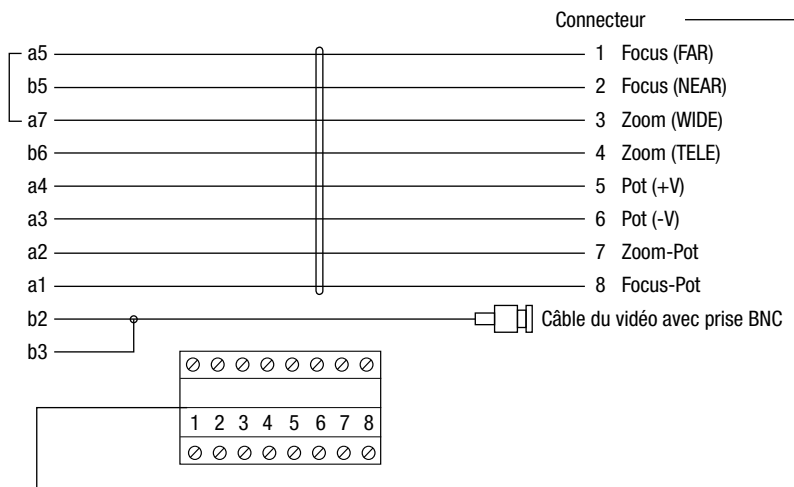 Connecteur
a5 1 Focus (FAR)
b5 2 Focus (NEAR)
a7 3 Zoom (WIDE)
b6 4 Zoom (TELE)
a4 5 Pot (+V)
a3 6 Pot (-V)
a2 7 Zoom-Pot
a1 8 Focus-Pot
b2 Câble du vidéo avec prise BNC
b3
1 2 3 4 5 6 7 8